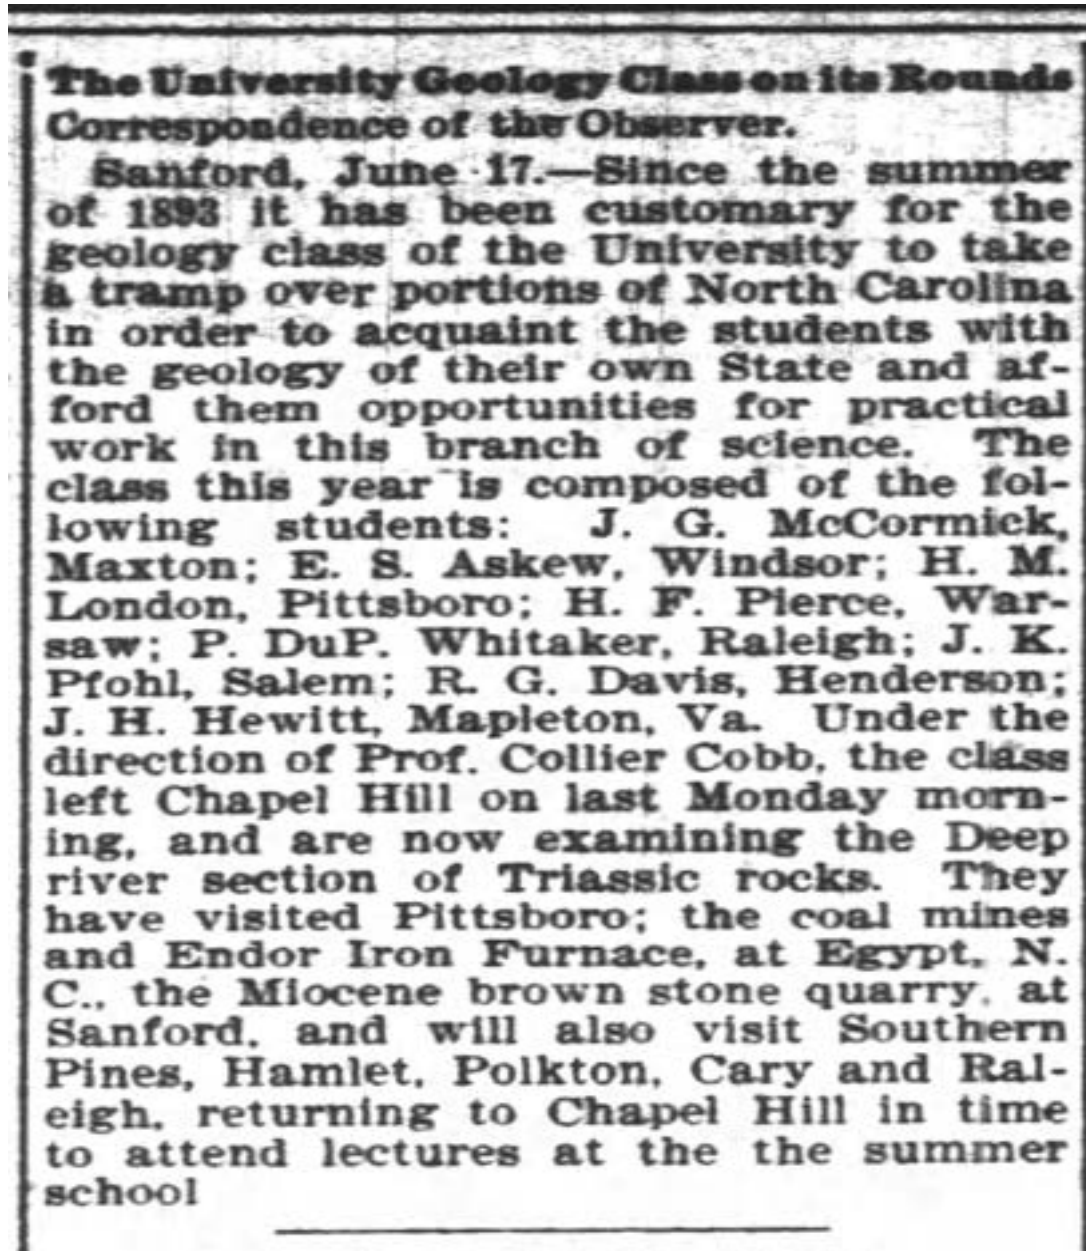 The University Geology Class on its Rounds
Correspondence of the Observer.
Sanford, June 17.—Since the summer
of 1893 it has been customary for the
geology class of the University to take
a tramp over portions of North Carolina
in order to acquaint the students with
the geology of their own State and af-
ford them opportunities for practical
work in this branch of science. The
class this year is composed of the fol-
lowing students: J. G. McCormick,
Maxton; E. S. Askew, Windsor; H. M.
London, Pittsboro; H. F. Pierce, War-
saw; P. DuP. Whitaker, Raleigh; J. K.
Pfohl, Salem; R. G. Davis, Henderson;
J. H. Hewitt, Mapleton, Va. Under the
direction of Prof. Collier Cobb, the class
left Chapel Hill on last Monday morn-
ing, and are now examining the Deep
river section of Triassic rocks. They
have visited Pittsboro; the coal mines
and Endor Iron Furnace, at Egypt, N.
C., the Miocene brown stone quarry, at
Sanford, and will also visit Southern
Pines, Hamlet, Polkton, Cary and Ral-
eigh, returning to Chapel Hill in time
to attend lectures at the the summer
school